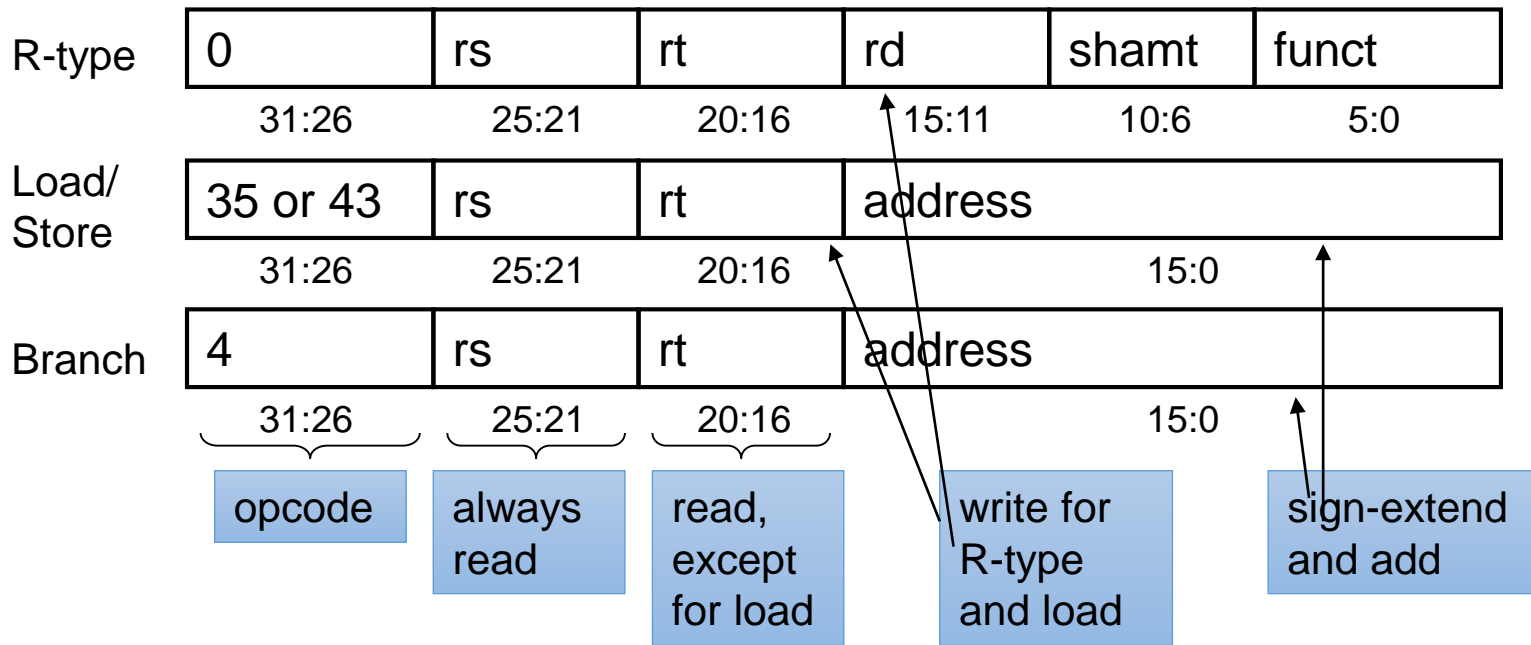 R-type 0 rs rt rd shamt funct
31:26 25:21 20:16 15:11 10:6 5:0
Load/
Store
35 or 43 rs rt address
31:26 25:21 20:16 15:0
Branch 4 rs rt address
31:26 25:21 20:16 15:0
opcode
always
read
read,
except
for load
write for
R-type
and load
sign-extend
and add